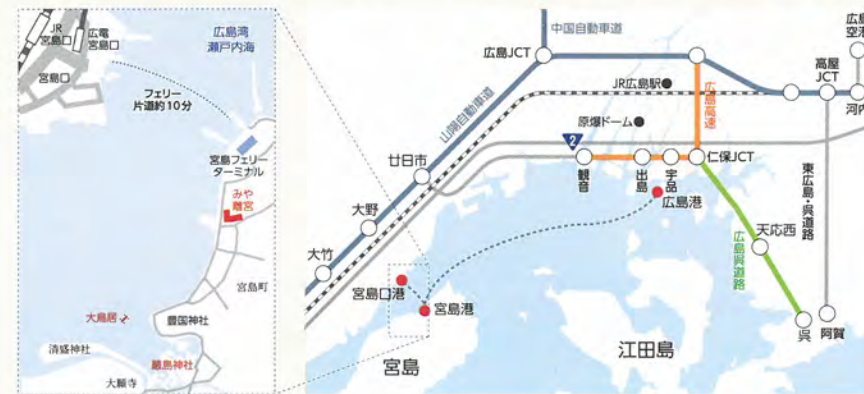 JR
宮島口
広電
宮島口
宮島口
広島湾
瀬戸内海
フェリー
片道約10分
宮島フェリー
ターミナル
みや
離宮
宮島町
大鳥居
豊国神社
清盛神社
厳島神社
大願寺
中国自動車道
広島JCT
山陽自動車道
JR広島駅
原爆ドーム
広島高速
高屋
JCT
広島
空港
河内
2
廿日市
観音
出島
宇品
仁保JCT
広島港
大野
大竹
東広島・呉道路
天応西
広島呉道路
宮島口港
宮島港
呉
阿賀
宮島
江田島